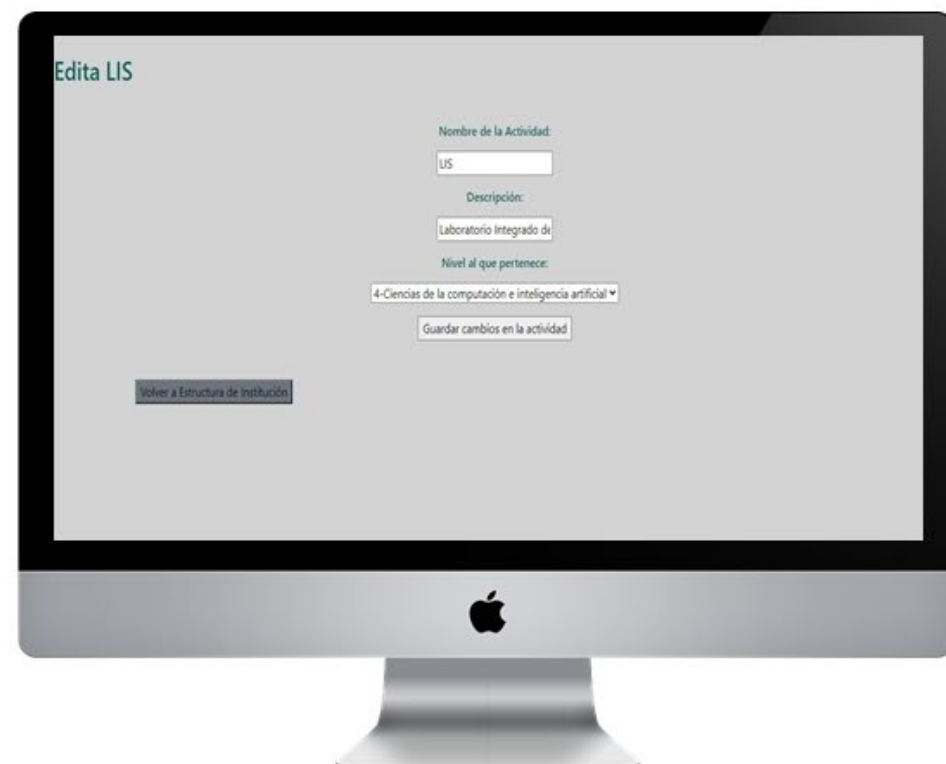 Edita LIS
Nombre de la Actividad:
LIS
Descripción:
Laboratorio Integrado de
Nivel al que pertenece:
4-Ciencias de la computación e inteligencia artificial
Guardar cambios en la actividad
Volver a Estructura de Institución